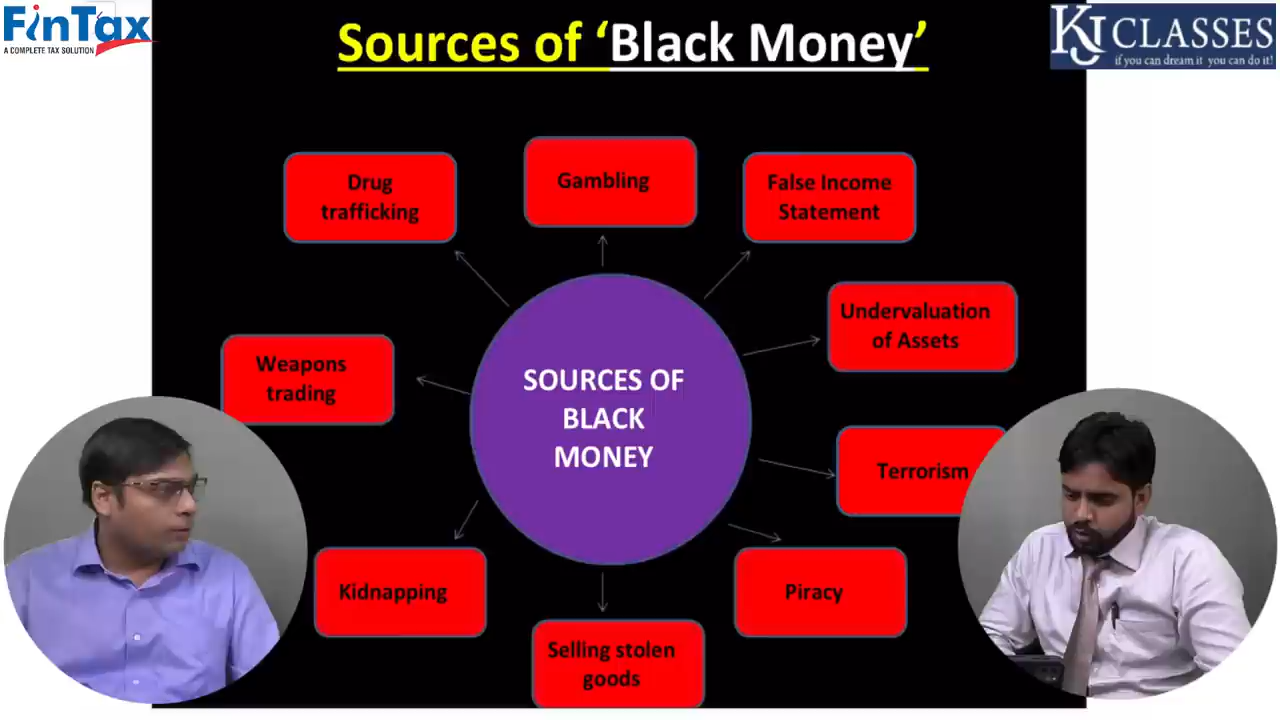 FinTax
A COMPLETE TAX SOLUTION
Sources of ‘Black Money’
KJ CLASSES
if you can dream it you can do it!
Drug
trafficking
Gambling
False Income
Statement
Undervaluation
of Assets
Weapons
trading
SOURCES OF
BLACK
MONEY
Terrorism
Kidnapping
Piracy
Selling stolen
goods